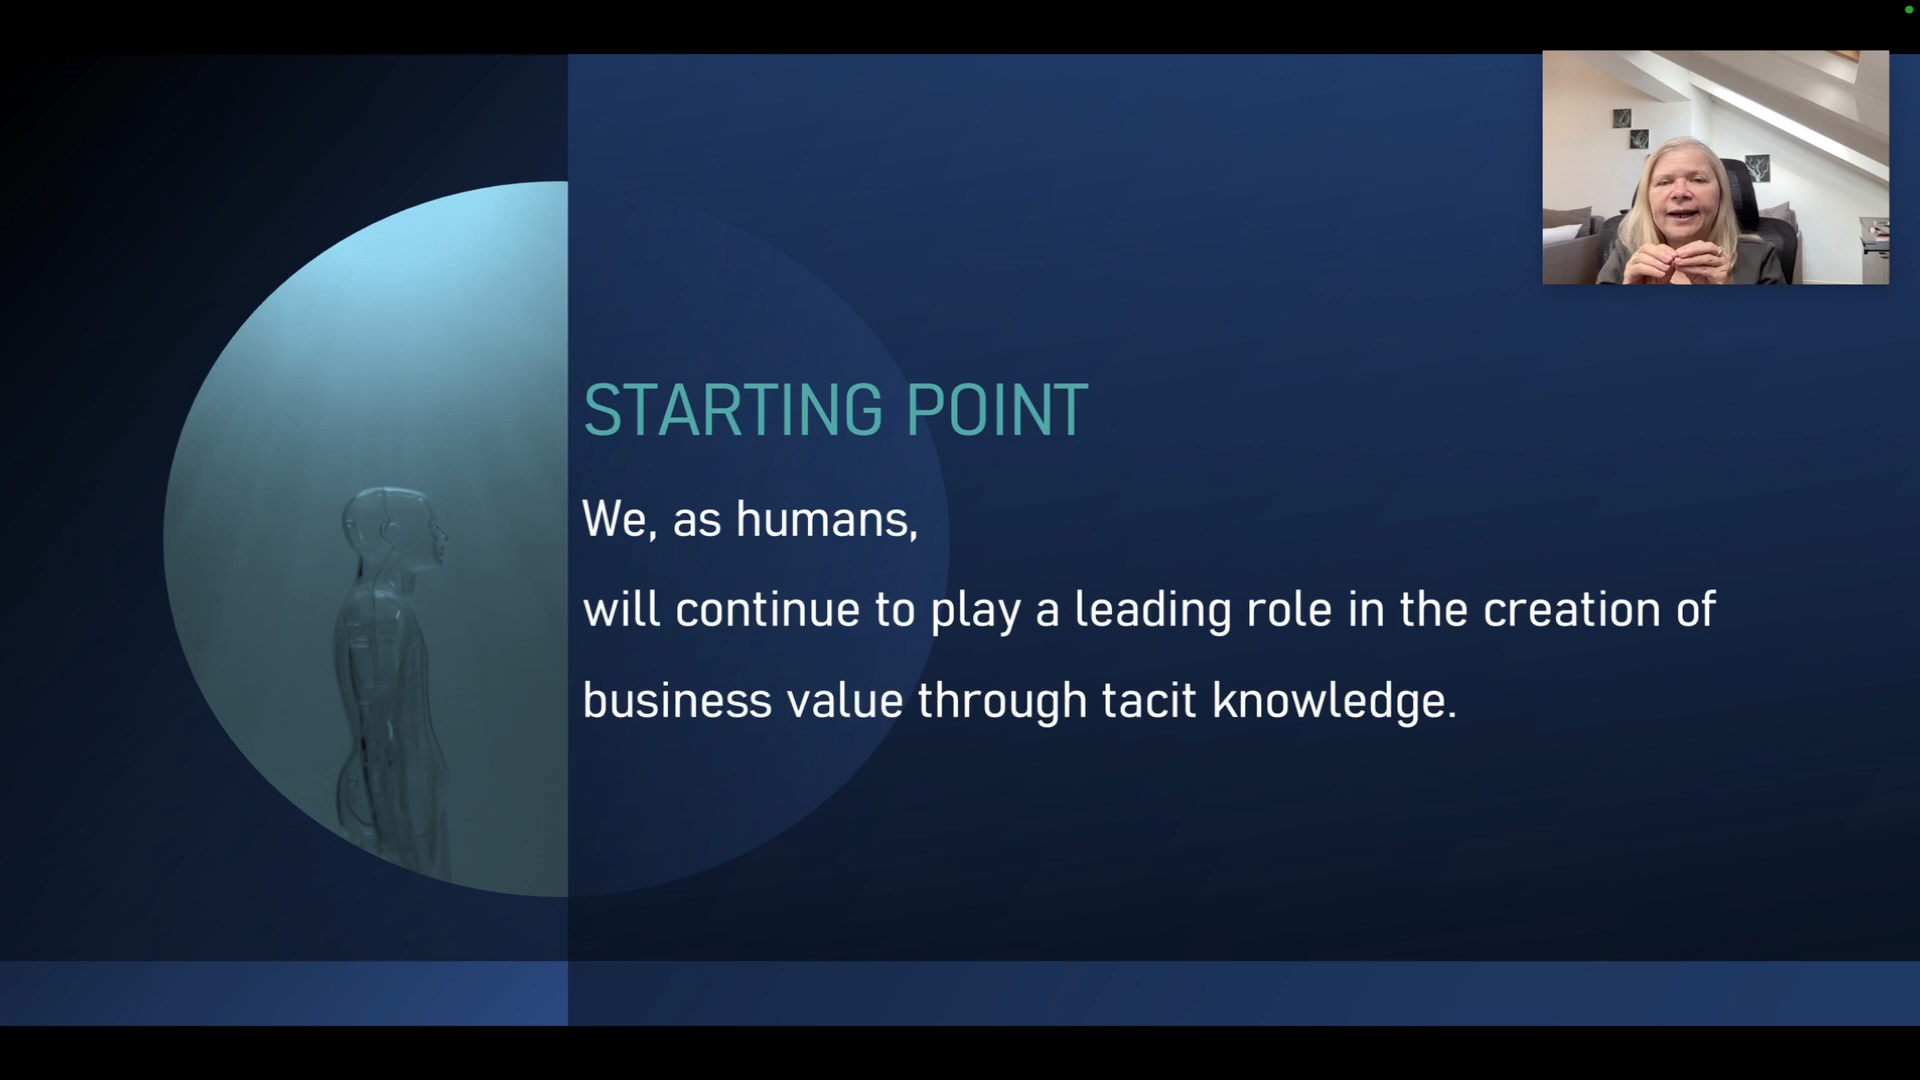 STARTING POINT
We, as humans,
will continue to play a leading role in the creation of
business value through tacit knowledge.